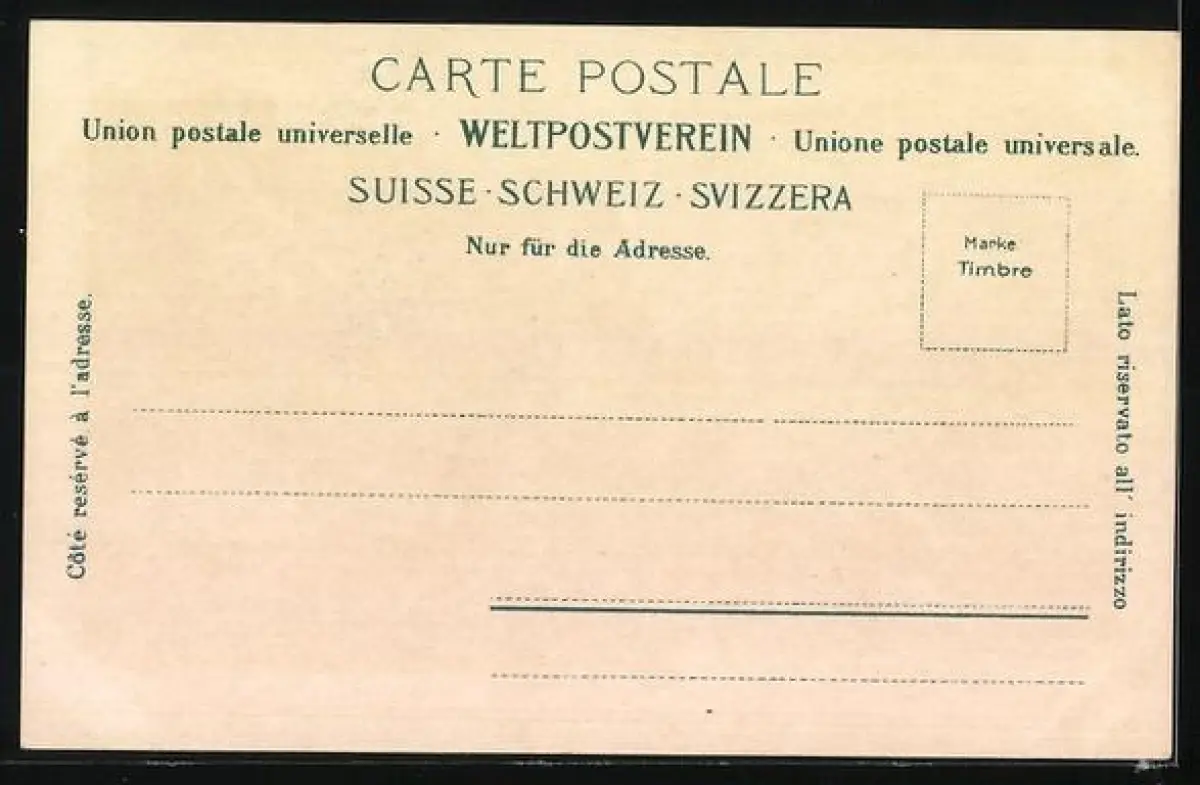 CARTE POSTALE
Union postale universelle · WELTPOSTVEREIN · Unione postale universale.
SUISSE · SCHWEIZ · SVIZZERA
Nur für die Adresse.
Marke
Timbre
Côté resérvé à l'adresse.
Lato riservato all' indirizzo